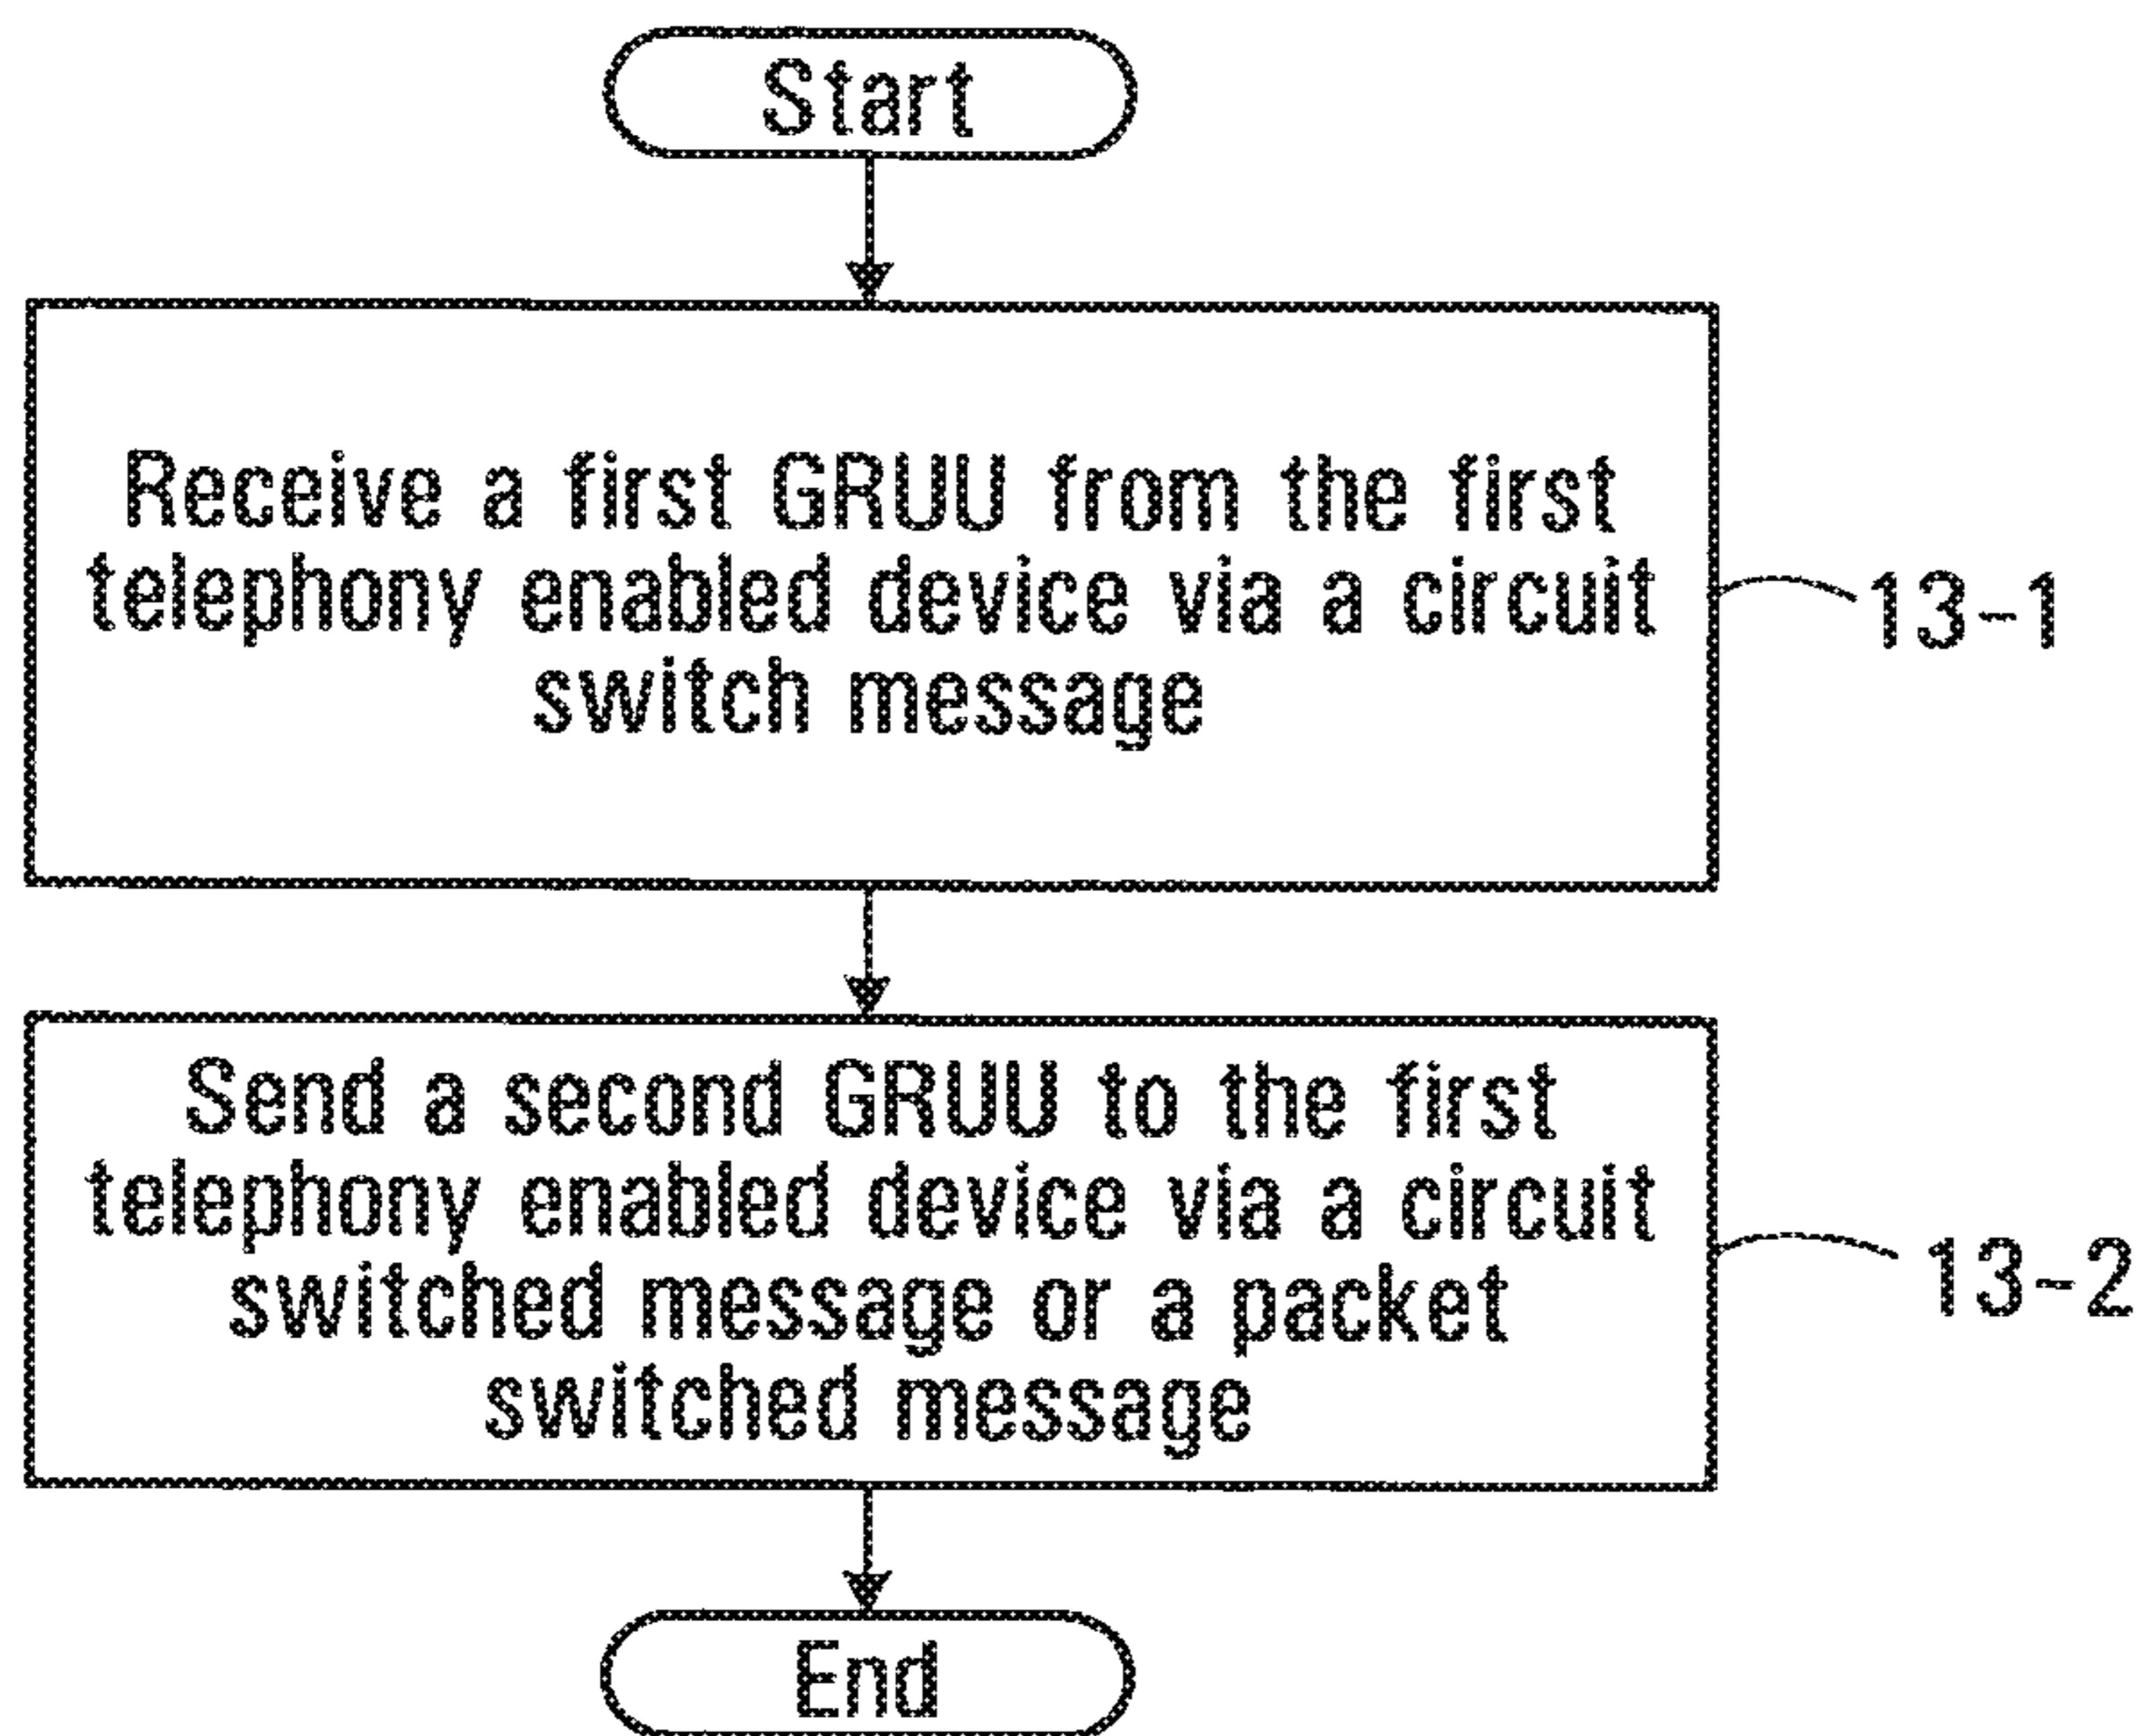 Start
Receive a first GRUU from the first
telephony enabled device via a circuit
switch message
13-1
Send a second GRUU to the first
telephony enabled device via a circuit
switched message or a packet
switched message
13-2
End